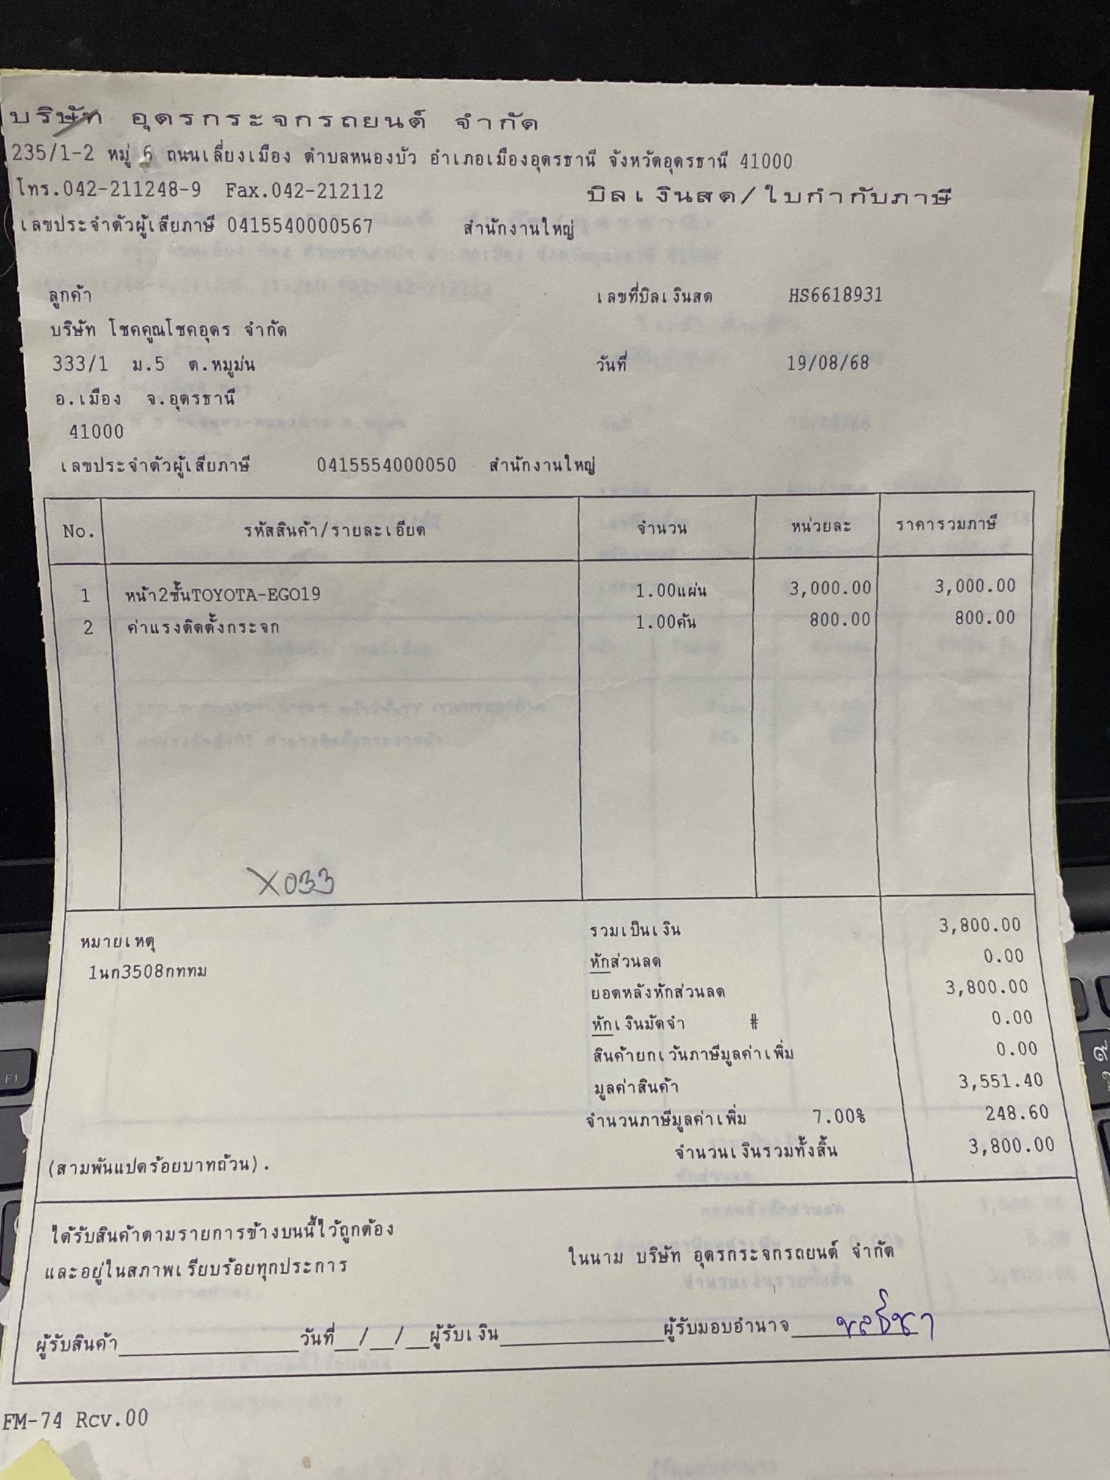 บริษัท อุดรกระจกรถยนต์ จำกัด
235/1-2 หมู่ 6 ถนนเลี่ยงเมือง ตำบลหนองบัว อำเภอเมืองอุดรธานี จังหวัดอุดรธานี 41000
โทร.042-211248-9 Fax.042-212112 บิลเงินสด/ใบกำกับภาษี
เลขประจำตัวผู้เสียภาษี 0415540000567 สำนักงานใหญ่
ลูกค้า เลขที่บิลเงินสด HS6618931
บริษัท โชคคูณโชคอุดร จำกัด
333/1 ม.5 ต.หมูม่น วันที่ 19/08/68
อ.เมือง จ.อุดรธานี
41000
เลขประจำตัวผู้เสียภาษี 0415554000050 สำนักงานใหญ่
No. รหัสสินค้า/รายละเอียด จำนวน หน่วยละ ราคารวมภาษี
1 หน้า2ชั้นTOYOTA-EGO19 1.00แผ่น 3,000.00 3,000.00
2 ค่าแรงติดตั้งกระจก 1.00คัน 800.00 800.00
X033
หมายเหตุ รวมเป็นเงิน 3,800.00
1นก3508กททม หักส่วนลด 0.00
ยอดหลังหักส่วนลด 3,800.00
หักเงินมัดจำ # 0.00
สินค้ายกเว้นภาษีมูลค่าเพิ่ม 0.00
มูลค่าสินค้า 3,551.40
จำนวนภาษีมูลค่าเพิ่ม 7.00% 248.60
(สามพันแปดร้อยบาทถ้วน). จำนวนเงินรวมทั้งสิ้น 3,800.00
ได้รับสินค้าตามรายการข้างบนนี้ไว้ถูกต้อง
และอยู่ในสภาพเรียบร้อยทุกประการ ในนาม บริษัท อุดรกระจกรถยนต์ จำกัด
ผู้รับสินค้า วันที่__/__/__ผู้รับเงิน ผู้รับมอบอำนาจ
FM-74 Rcv.00
F1